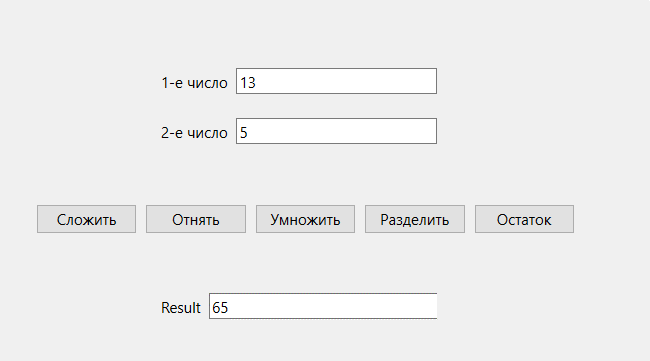 1-е число 13
2-е число 5
Сложить Отнять Умножить Разделить Остаток
Result 65